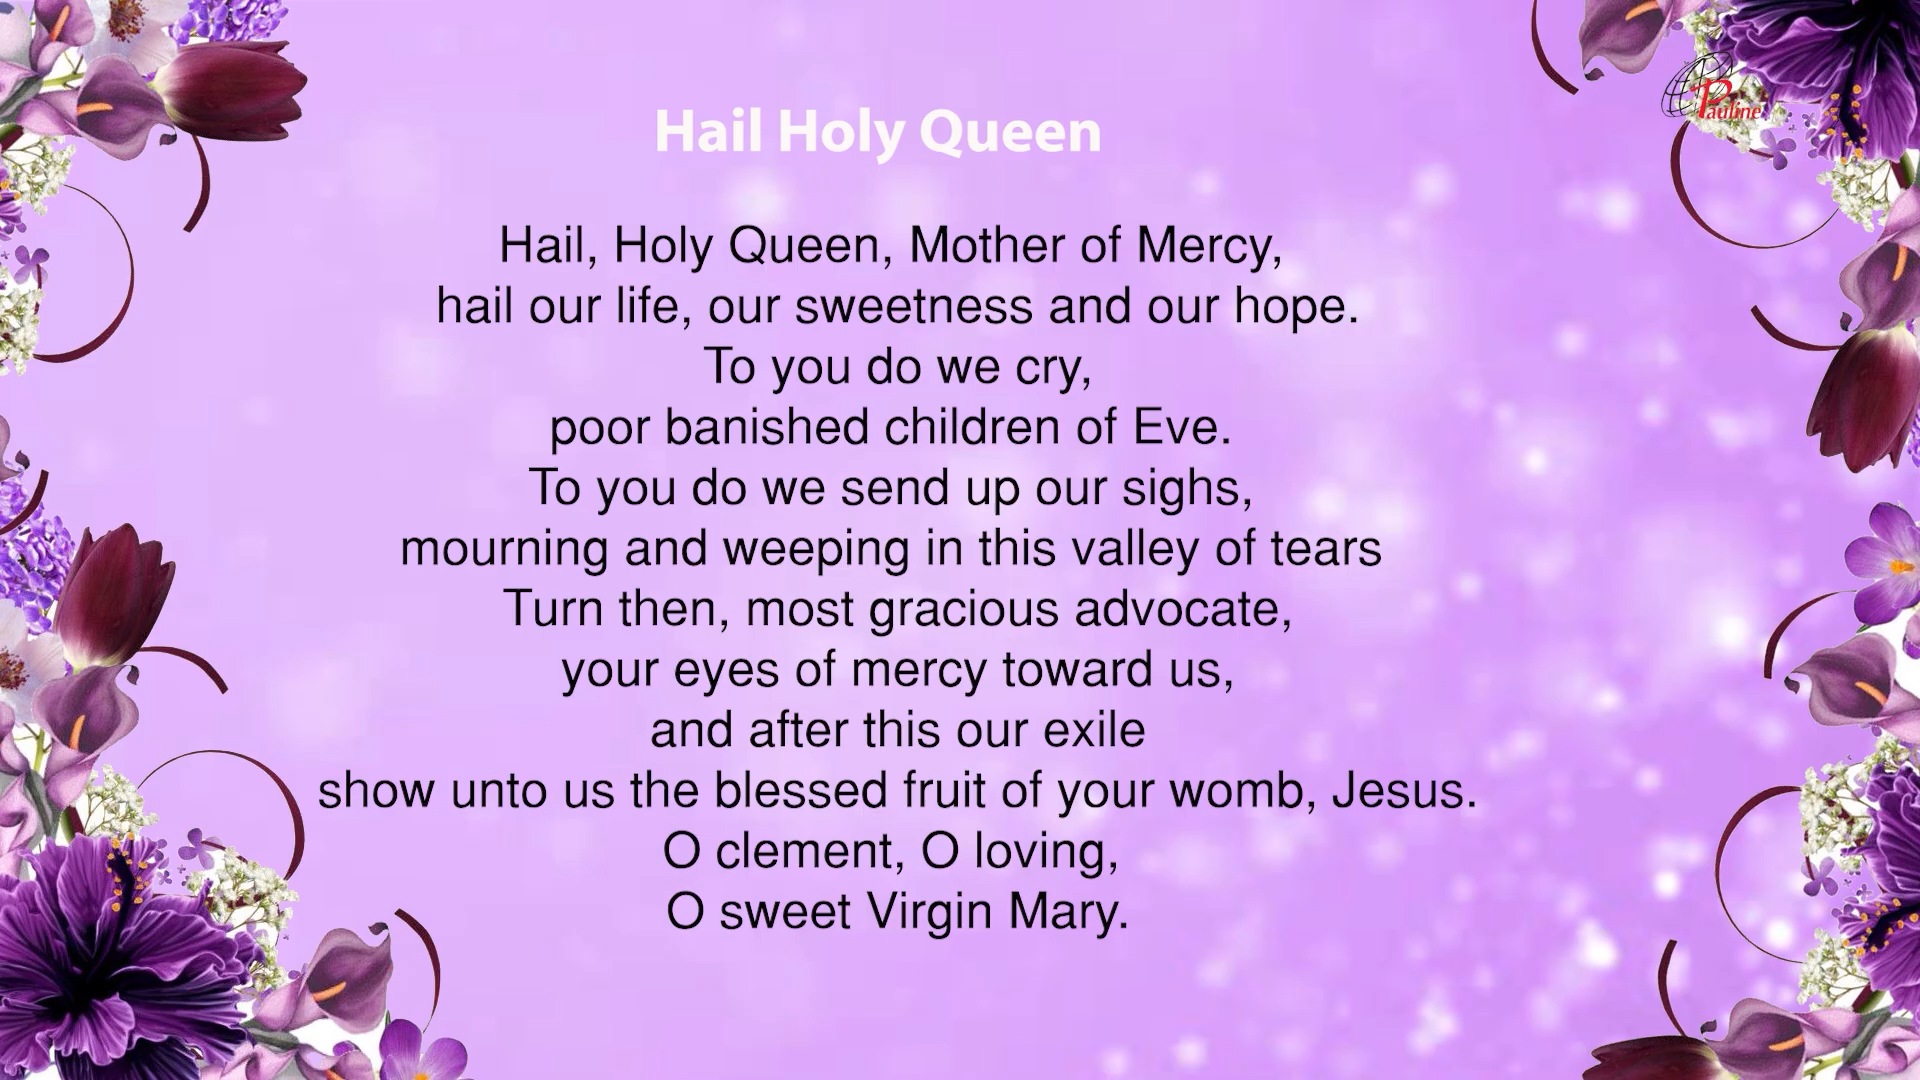 Pauline
Hail Holy Queen
Hail, Holy Queen, Mother of Mercy,
hail our life, our sweetness and our hope.
To you do we cry,
poor banished children of Eve.
To you do we send up our sighs,
mourning and weeping in this valley of tears
Turn then, most gracious advocate,
your eyes of mercy toward us,
and after this our exile
show unto us the blessed fruit of your womb, Jesus.
O clement, O loving,
O sweet Virgin Mary.